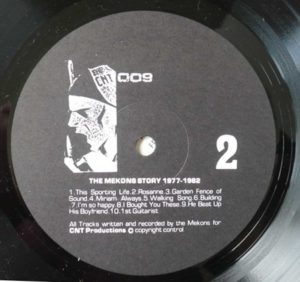 CNT
009
THE MEKONS STORY 1977-1982
2
1.This Sporting Life.2.Rosanne.3.Garden Fence of
Sound.4.Miriam Always.5.Walking Song.6.Building
7.I'm so happy.8.I Bought You These.9.He Beat Up
His Boyfriend.10.1st Guitarist
All Tracks written and recorded by the Mekons for
CNT Productions © copyright control